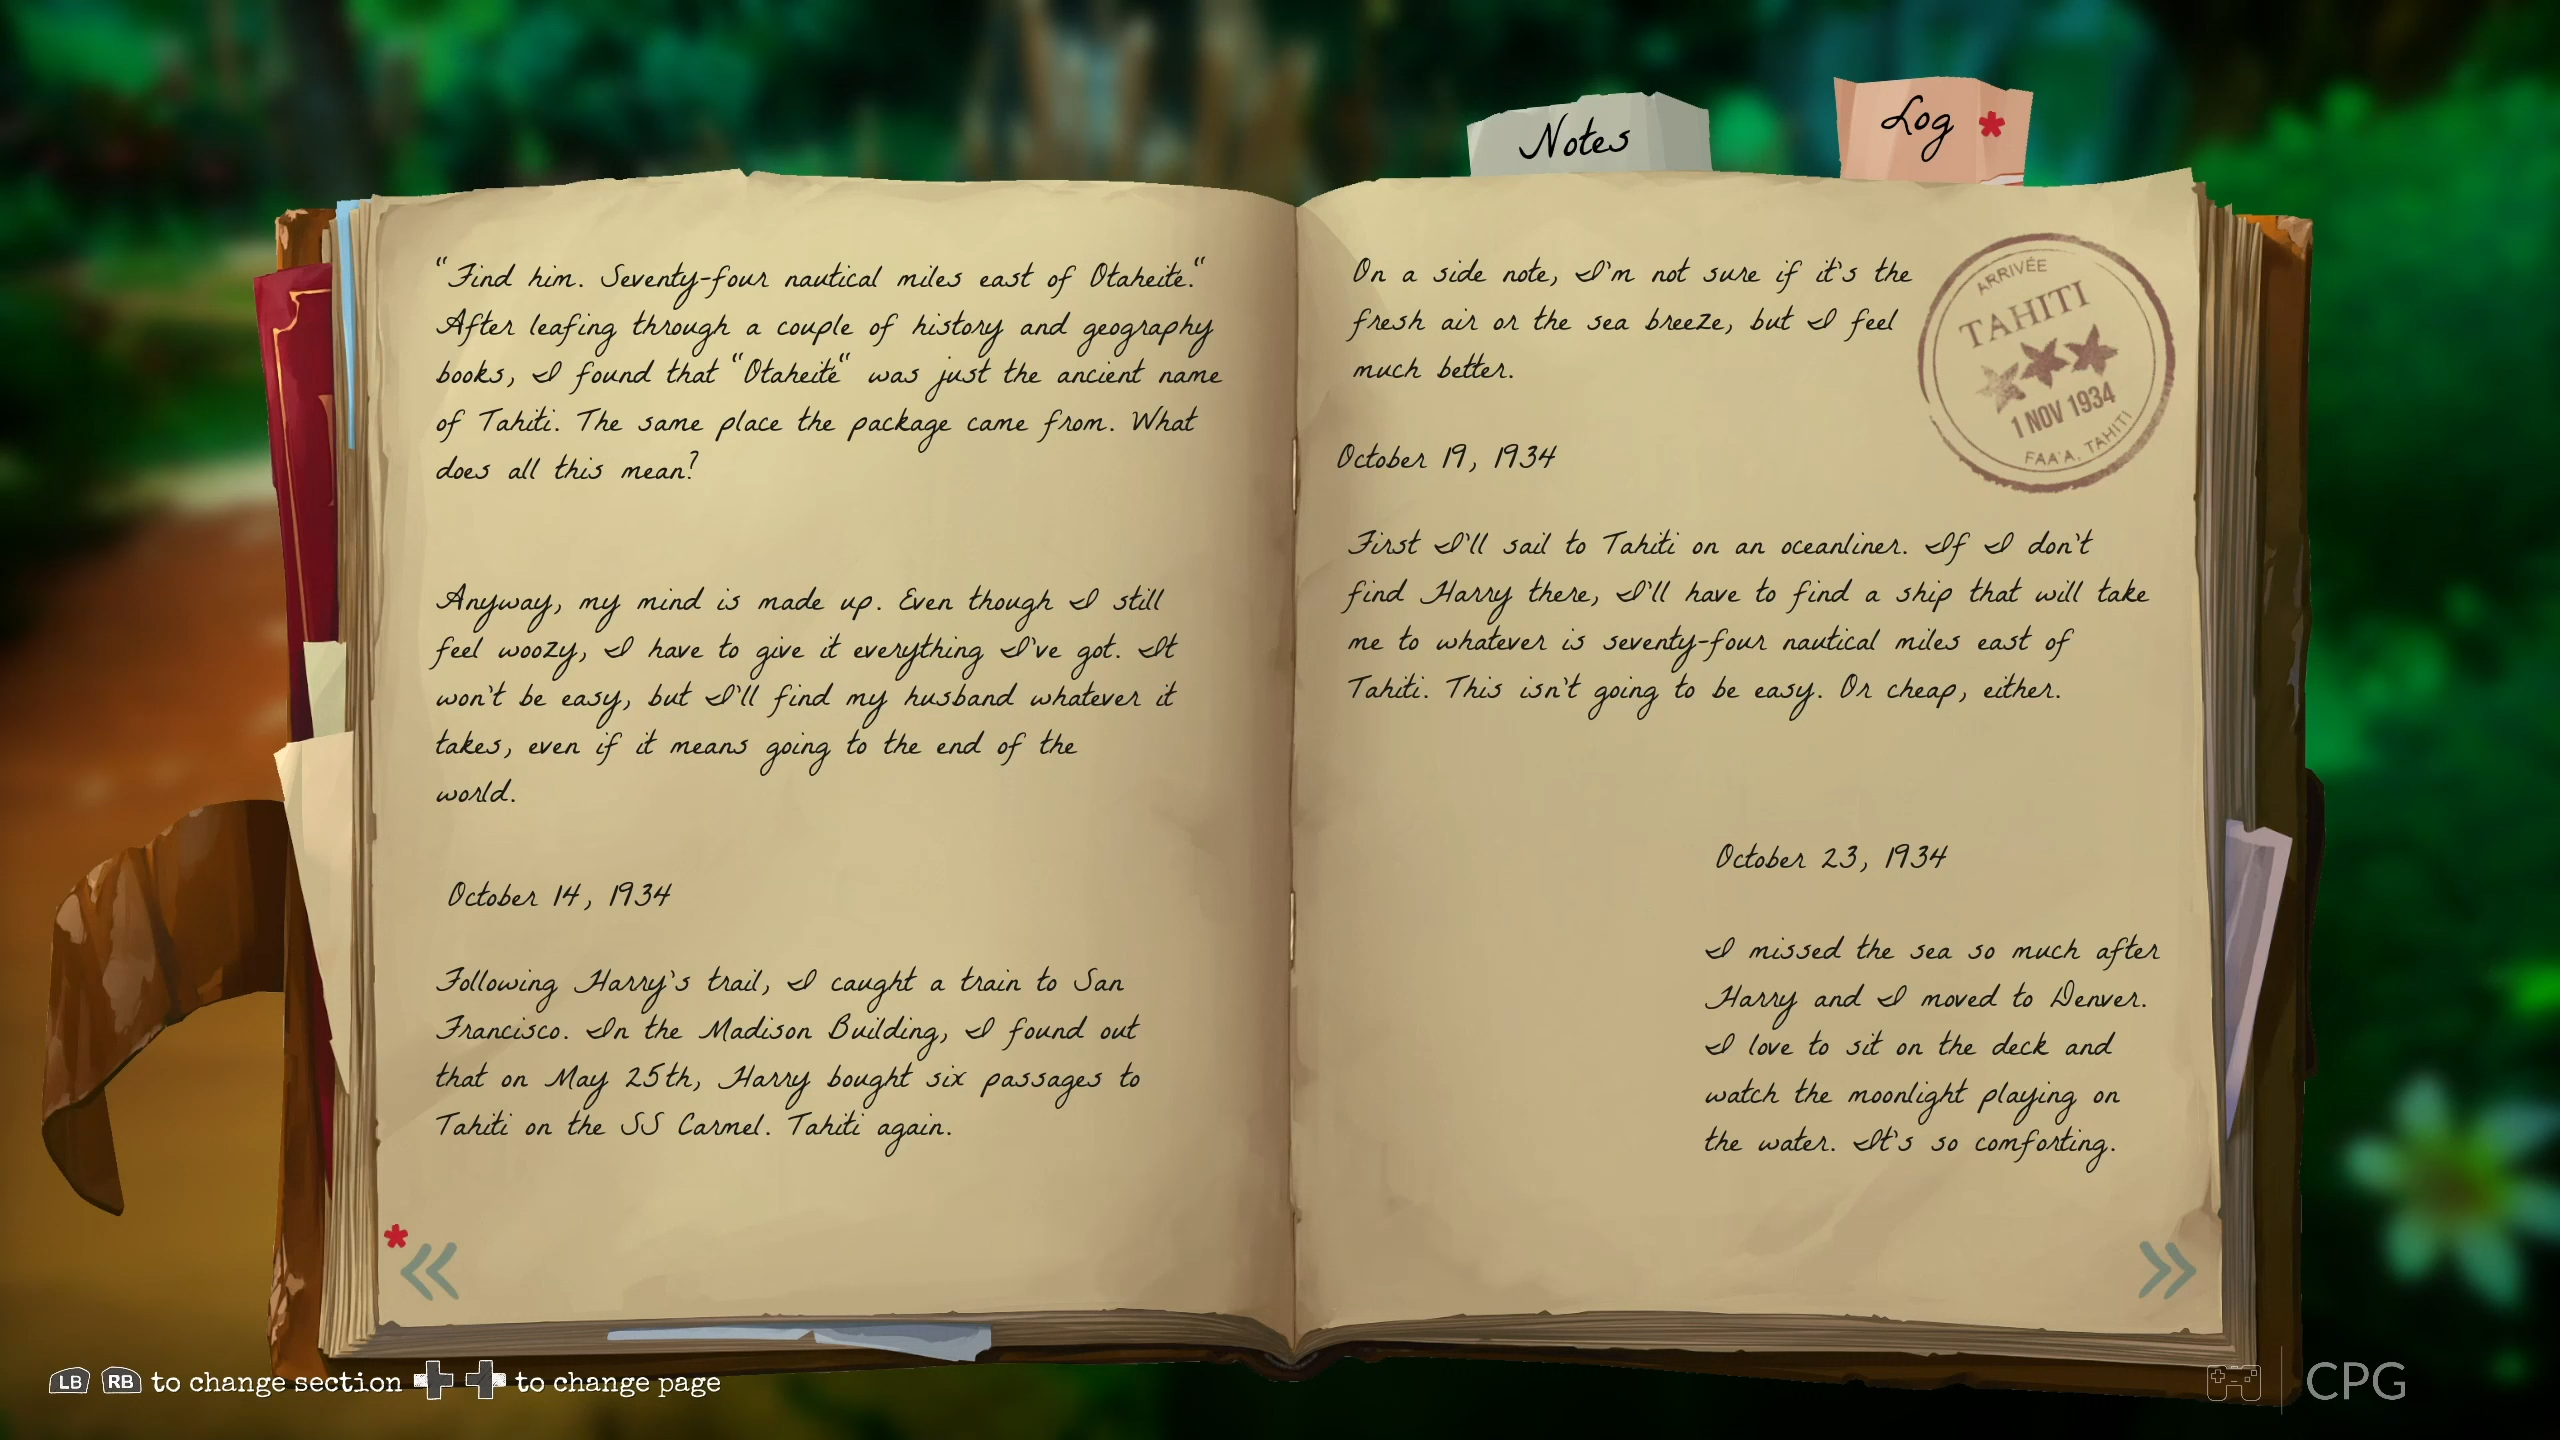 Notes
Log *
"Find him. Seventy-four nautical miles east of Otaheite."
After leafing through a couple of history and geography
books, I found that "Otaheite" was just the ancient name
of Tahiti. The same place the package came from. What
does all this mean?
Anyway, my mind is made up. Even though I still
feel woozy, I have to give it everything I've got. It
won't be easy, but I'll find my husband whatever it
takes, even if it means going to the end of the
world.
October 14, 1934
Following Harry's trail, I caught a train to San
Francisco. In the Madison Building, I found out
that on May 25th, Harry bought six passages to
Tahiti on the SS Carmel. Tahiti again.
*
On a side note, I'm not sure if it's the
fresh air or the sea breeze, but I feel
much better.
ARRIVÉE
TAHITI
1 NOV 1934
FAA'A, TAHITI
October 19, 1934
First I'll sail to Tahiti on an oceanliner. If I don't
find Harry there, I'll have to find a ship that will take
me to whatever is seventy-four nautical miles east of
Tahiti. This isn't going to be easy. Or cheap, either.
October 23, 1934
I missed the sea so much after
Harry and I moved to Denver.
I love to sit on the deck and
watch the moonlight playing on
the water. It's so comforting.
LB RB to change section to change page
CPG